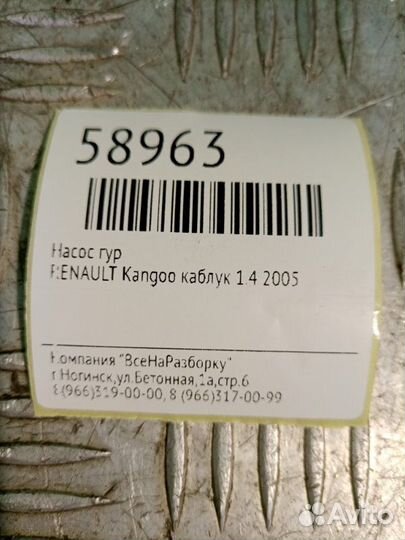 58963
Насос гур
RENAULT Kangoo каблук 1.4 2005
Компания "ВсеНаРазборку"
г.Ногинск,ул.Бетонная,1а,стр.6
8(966)319-00-00, 8 (966)317-00-99
Avito